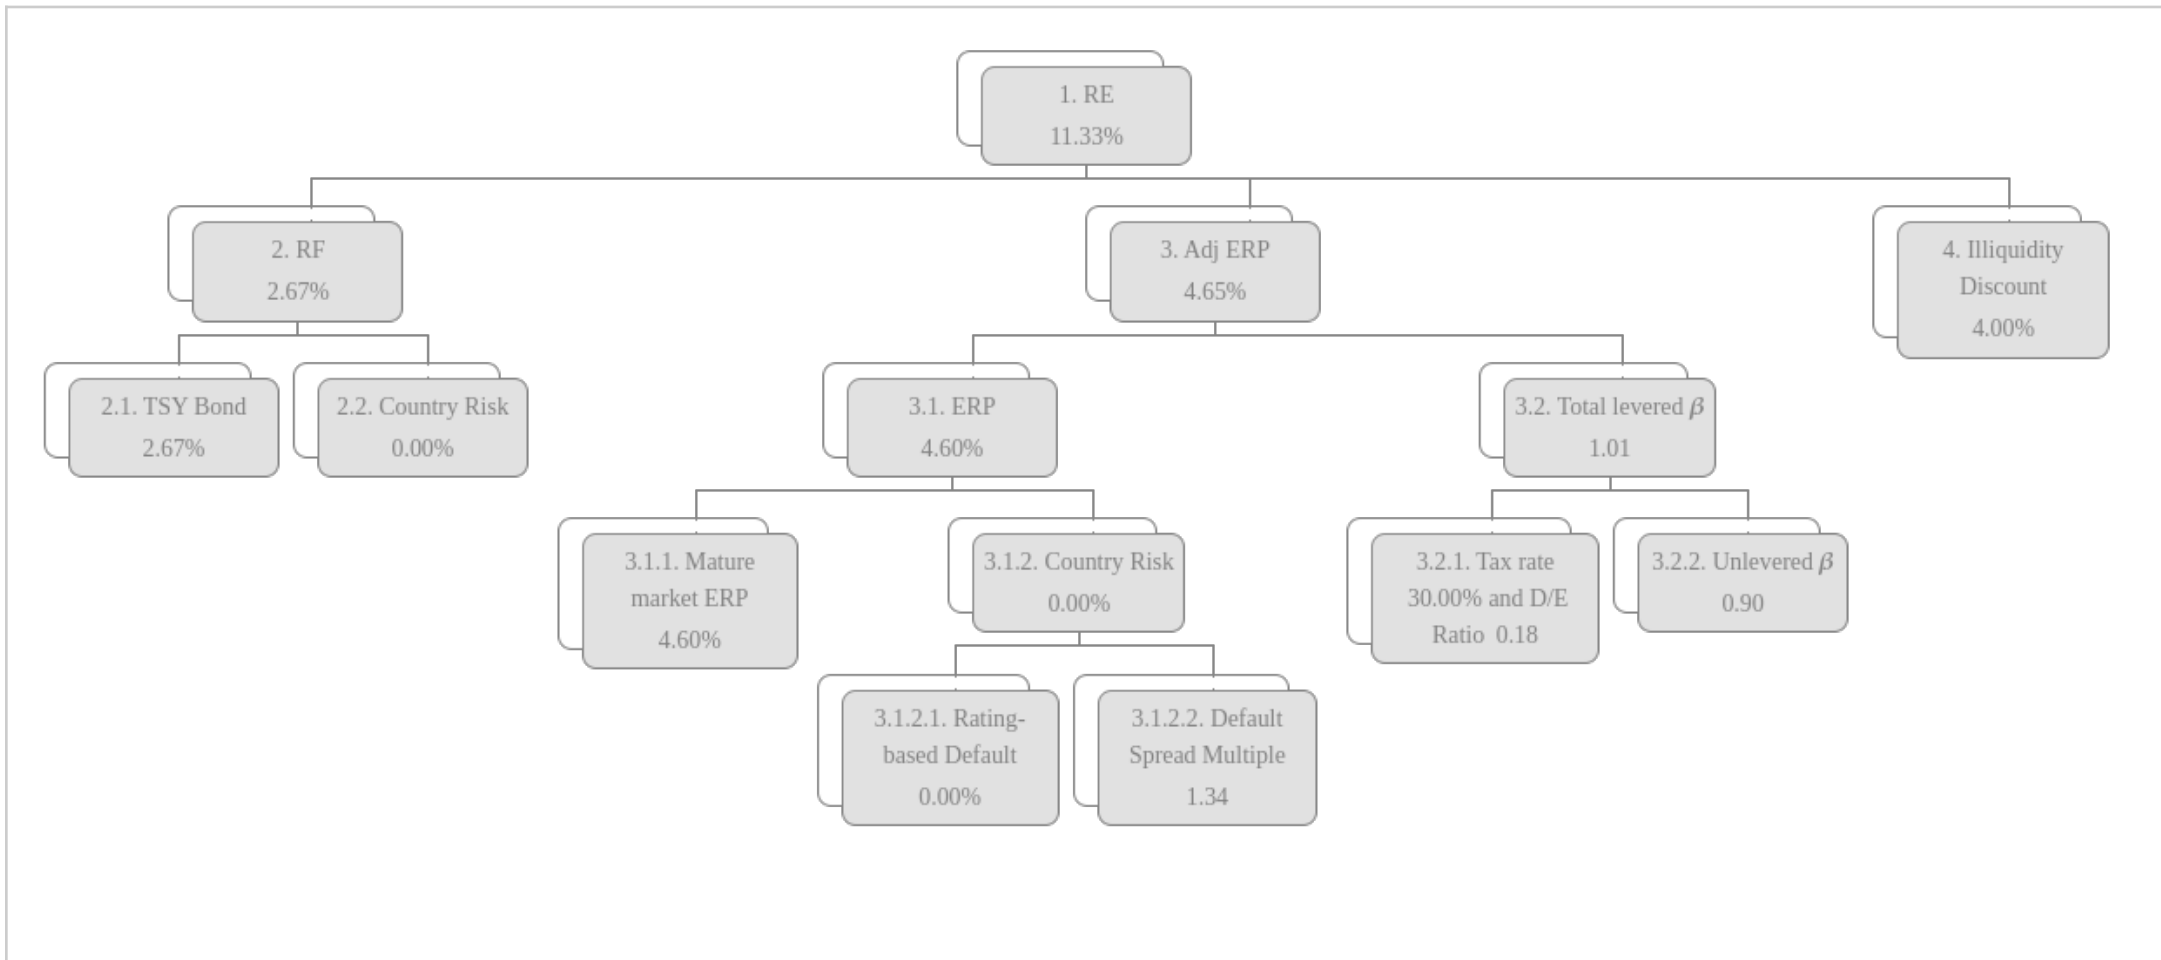 1. RE
11.33%
2. RF
2.67%
3. Adj ERP
4.65%
4. Illiquidity
Discount
4.00%
2.1. TSY Bond
2.67%
2.2. Country Risk
0.00%
3.1. ERP
4.60%
3.2. Total levered β
1.01
3.1.1. Mature
market ERP
4.60%
3.1.2. Country Risk
0.00%
3.2.1. Tax rate
30.00% and D/E
Ratio 0.18
3.2.2. Unlevered β
0.90
3.1.2.1. Rating-
based Default
0.00%
3.1.2.2. Default
Spread Multiple
1.34